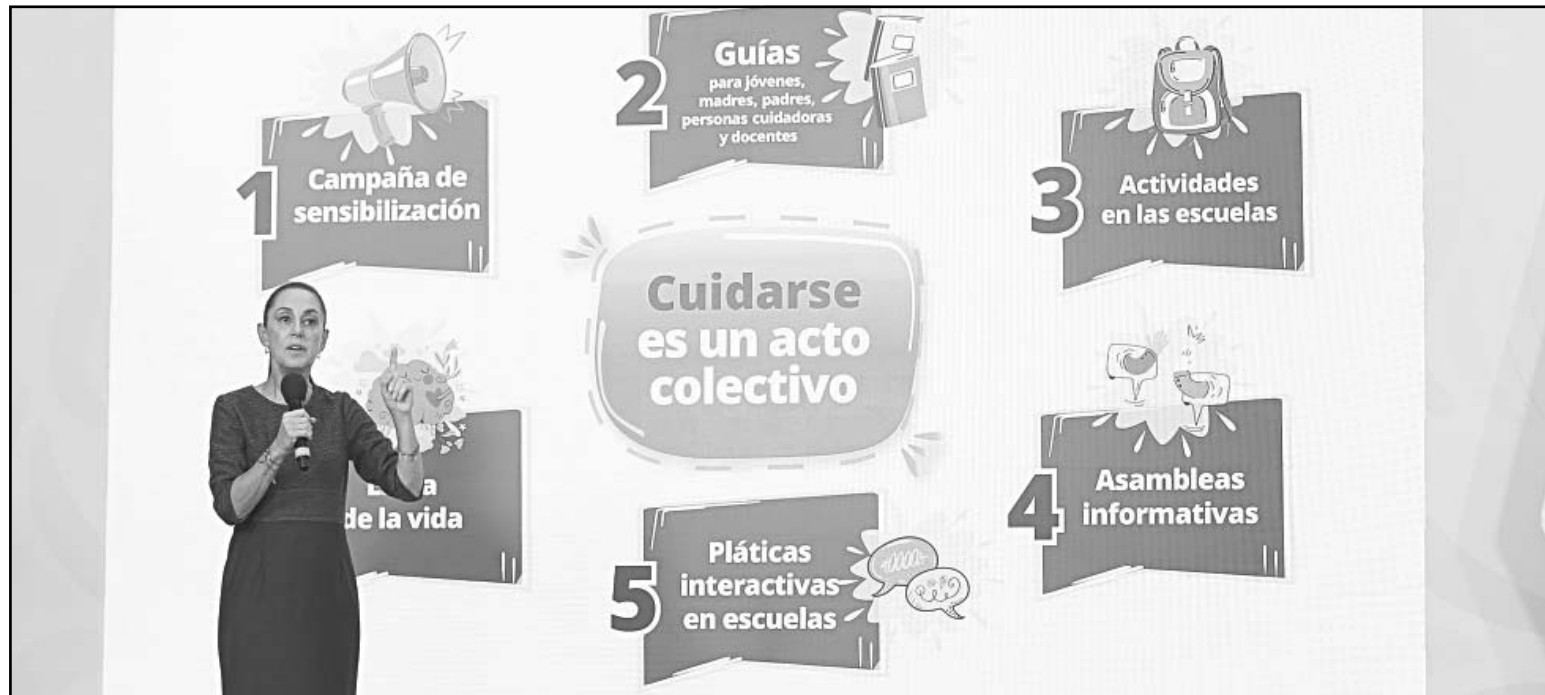 1
Campaña de
sensibilización
2
Guías
para jóvenes,
madres, padres,
personas cuidadoras
y docentes
3
Actividades
en las escuelas
Cuidarse
es un acto
colectivo
4
Asambleas
informativas
5
Pláticas
interactivas
en escuelas
de la vida